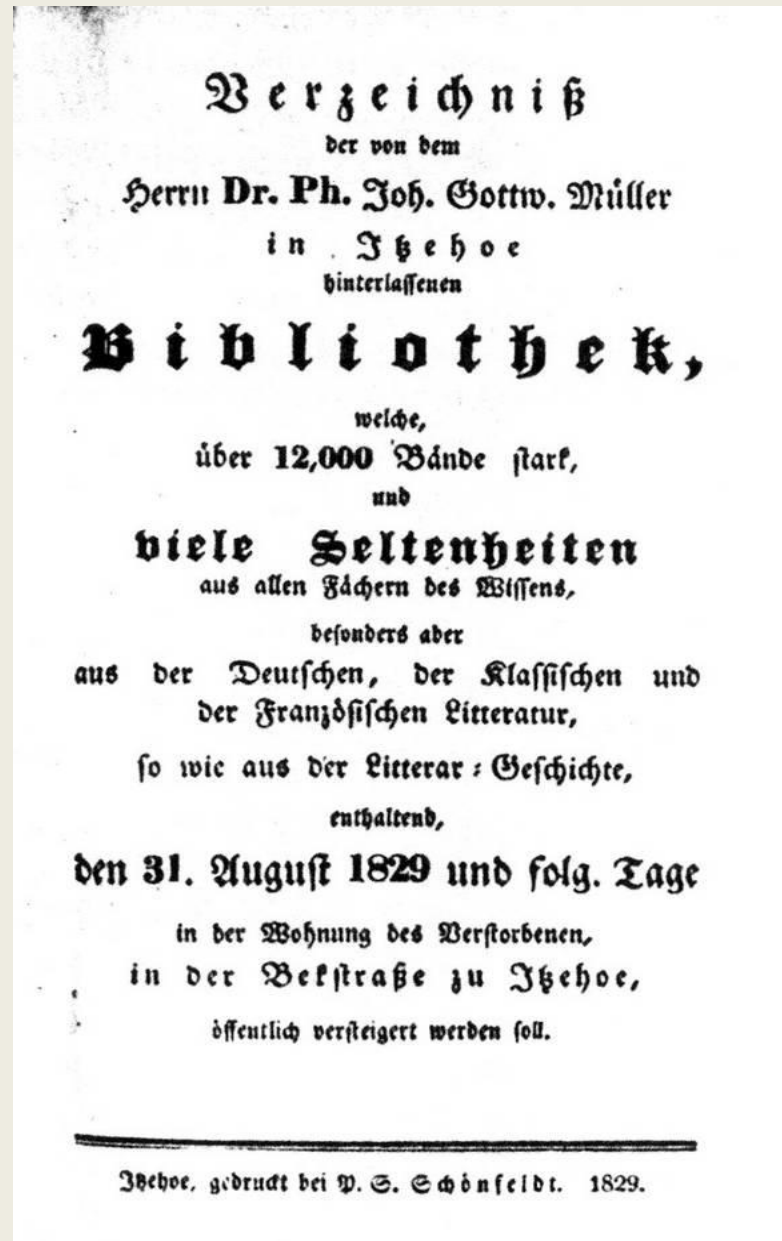 Verzeichniß
der von dem
Herrn Dr. Ph. Joh. Gottw. Müller
in Itzehoe
hinterlassenen
Bibliothek,
welche,
über 12,000 Bände stark,
und
viele Seltenheiten
aus allen Fächern des Wissens,
besonders aber
aus der Deutschen, der Klassischen und
der Französischen Litteratur,
so wie aus der Litterar-Geschichte,
enthaltend,
den 31. August 1829 und folg. Tage
in der Wohnung des Verstorbenen,
in der Bekstraße zu Itzehoe,
öffentlich versteigert werden soll.
Itzehoe, gedruckt bei P. S. Schönfeldt. 1829.